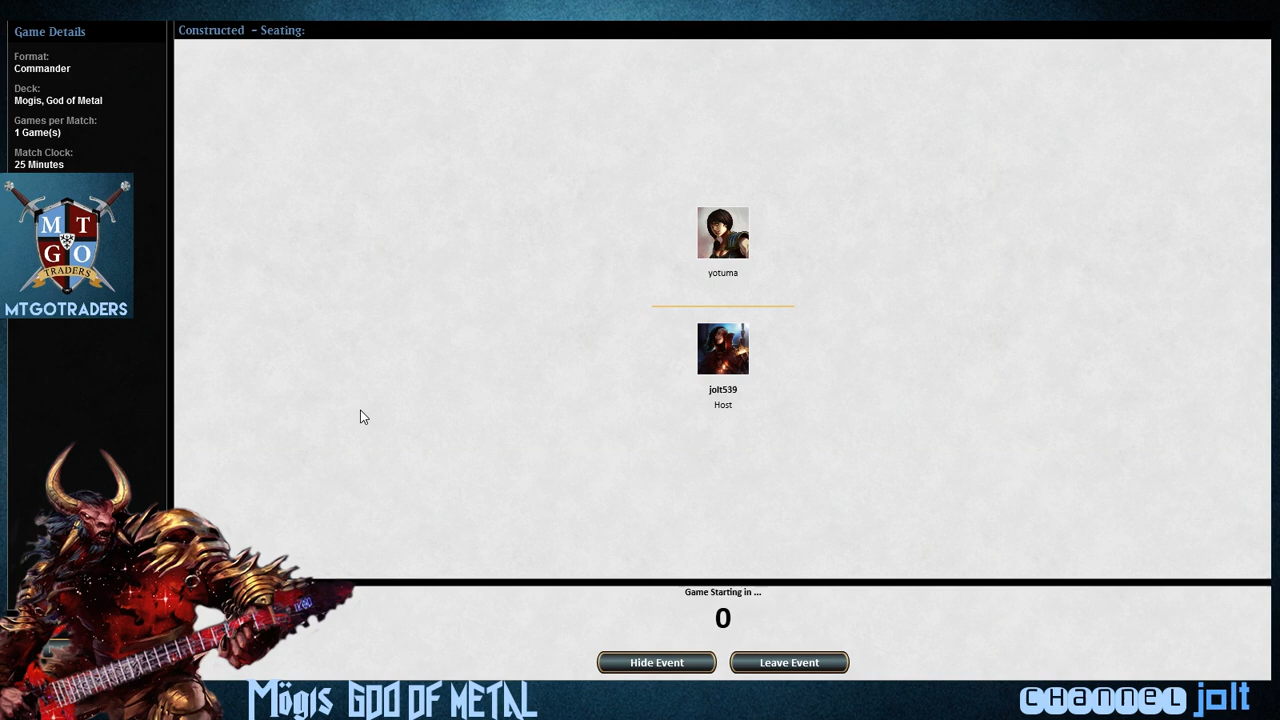 Game Details
Format:
Commander
Deck:
Mogis, God of Metal
Games per Match:
1 Game(s)
Match Clock:
25 Minutes
M T
G O
TRADERS
MTGOTRADERS
Constructed - Seating:
yotuma
jolt539
Host
Game Starting in ...
0
Hide Event
Leave Event
Mögis GOD OF METAL
CHANNEL jolt